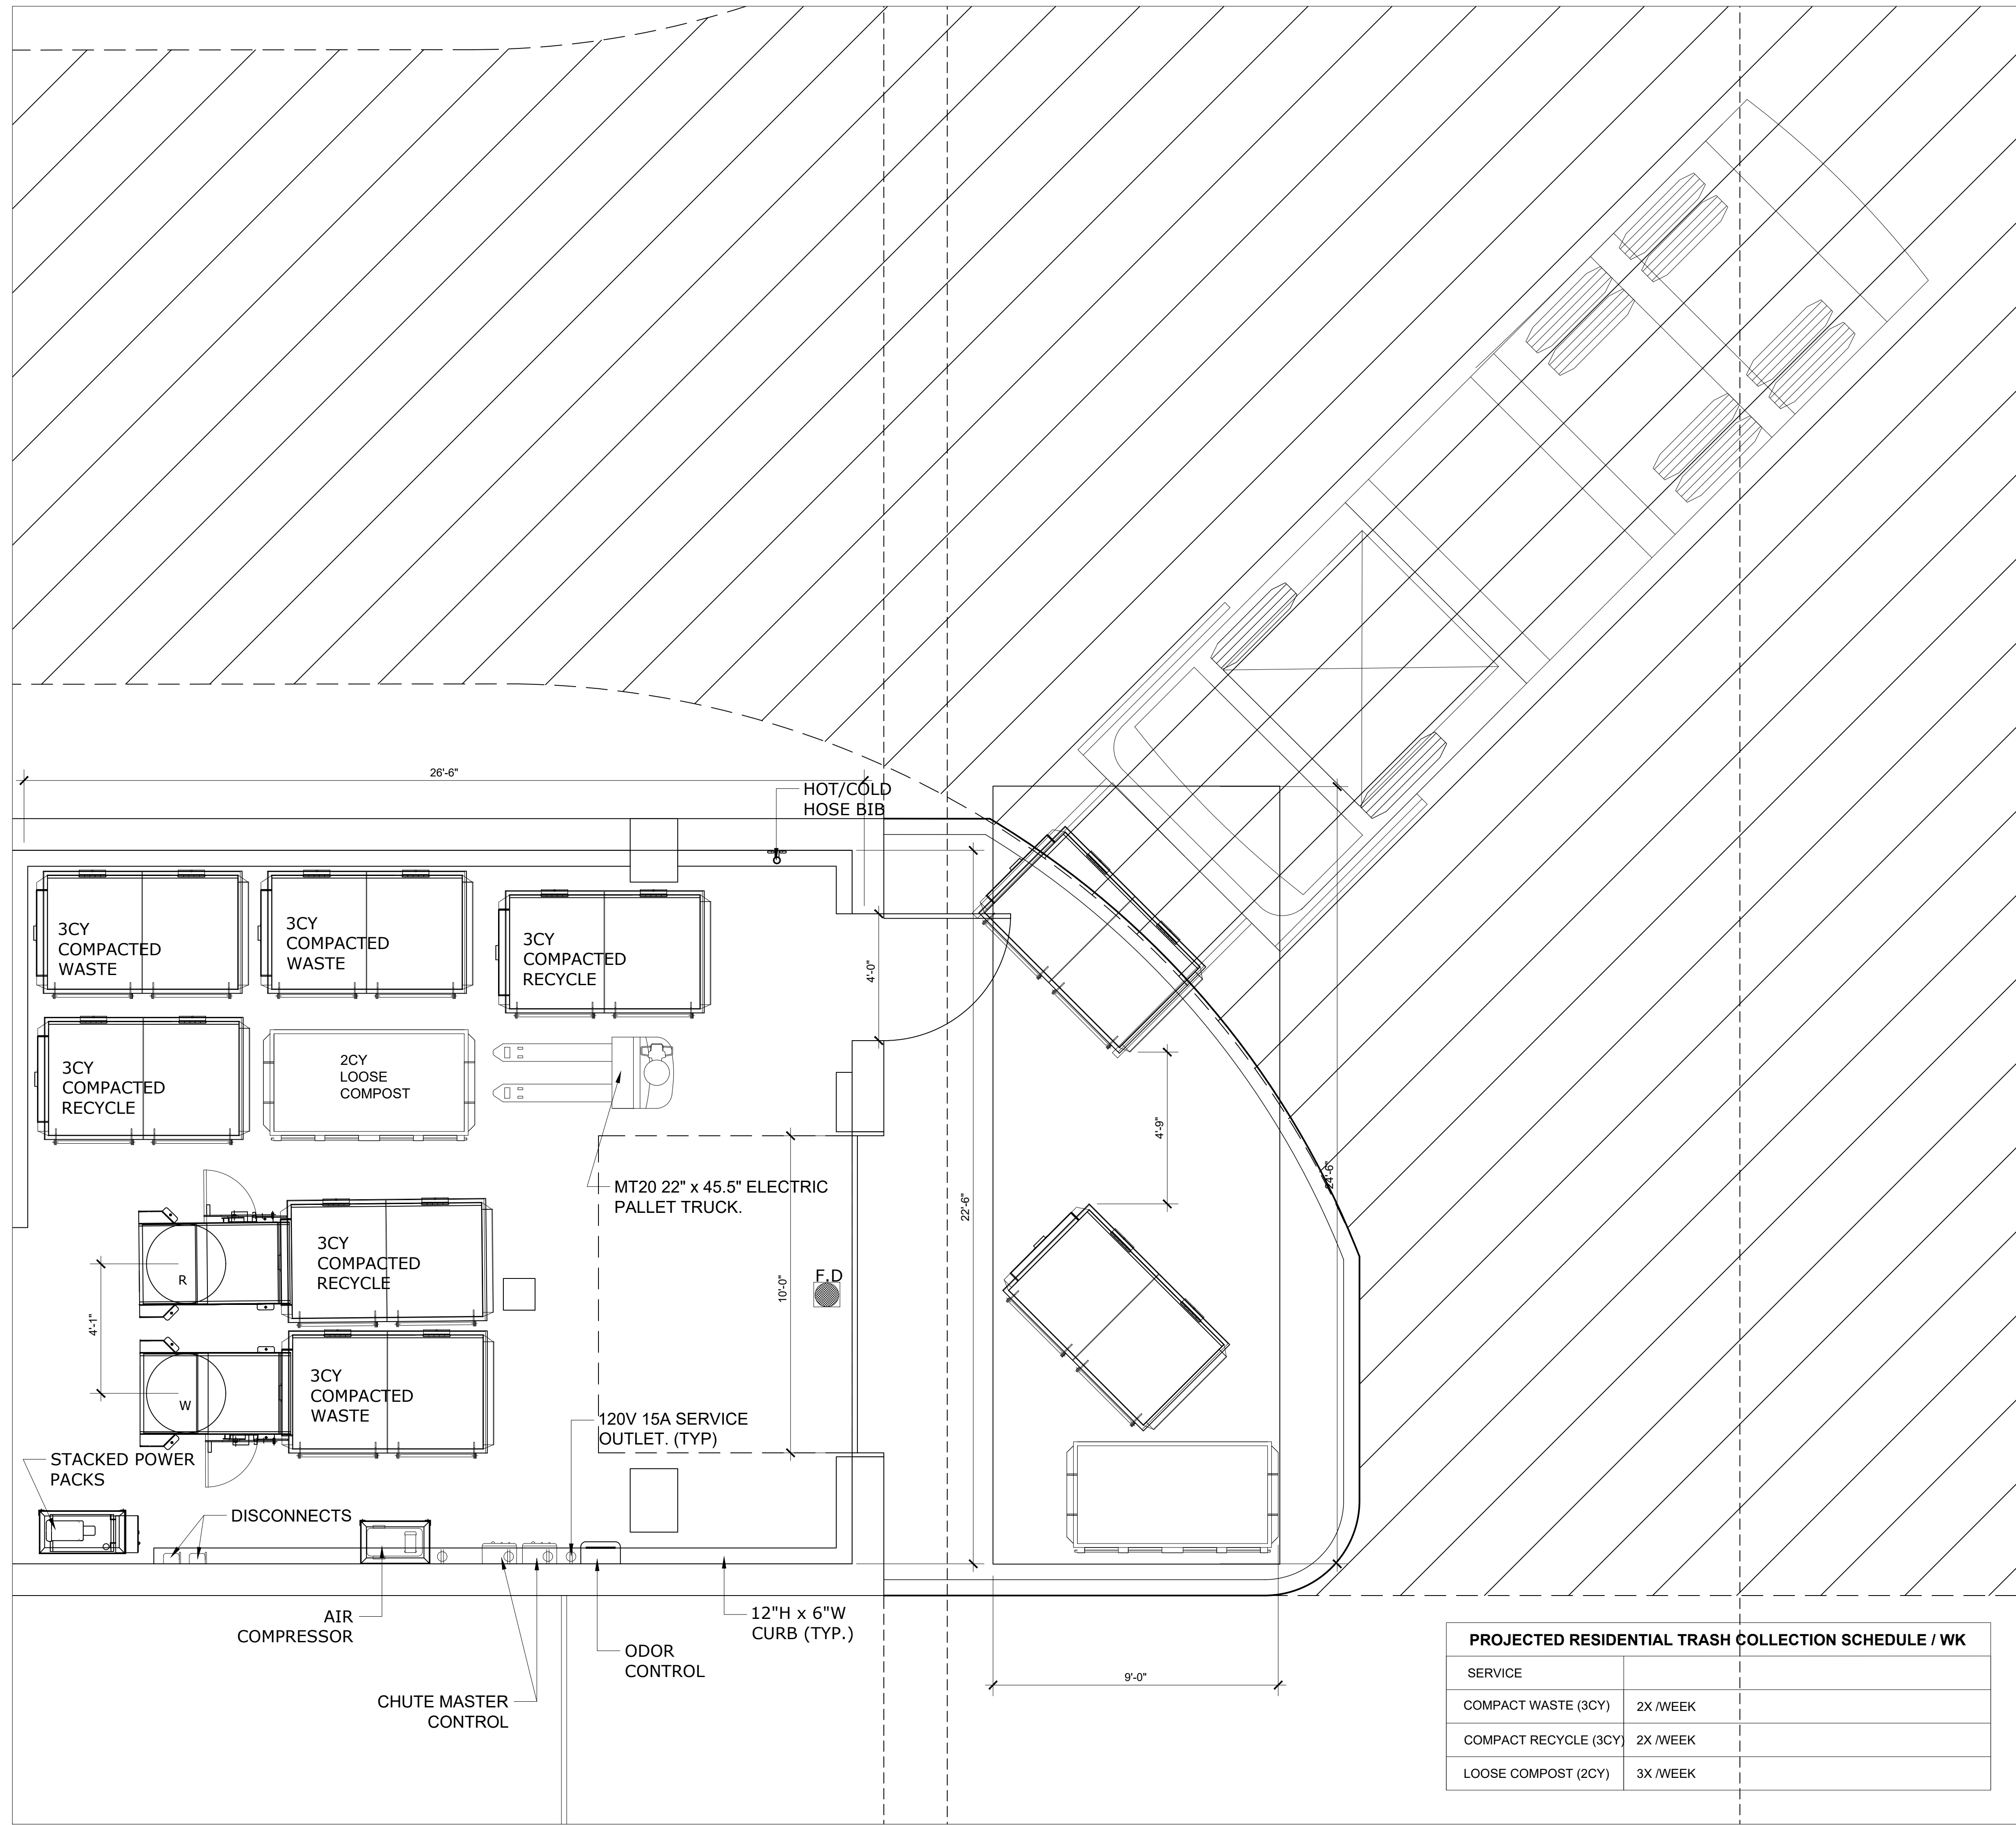 26'-6"
HOT/COLD
HOSE BIB
3CY
COMPACTED
WASTE
3CY
COMPACTED
WASTE
3CY
COMPACTED
RECYCLE
4'-0"
3CY
COMPACTED
RECYCLE
2CY
LOOSE
COMPOST
4'-9"
MT20 22" x 45.5" ELECTRIC
PALLET TRUCK.
22'-6"
24'-6"
3CY
COMPACTED
RECYCLE
R
F.D
10'-0"
4'-1"
3CY
COMPACTED
WASTE
W
120V 15A SERVICE
OUTLET. (TYP)
STACKED POWER
PACKS
DISCONNECTS
AIR
COMPRESSOR
12"H x 6"W
CURB (TYP.)
ODOR
CONTROL
CHUTE MASTER
CONTROL
9'-0"
PROJECTED RESIDENTIAL TRASH COLLECTION SCHEDULE / WK
SERVICE
COMPACT WASTE (3CY) 2X /WEEK
COMPACT RECYCLE (3CY) 2X /WEEK
LOOSE COMPOST (2CY) 3X /WEEK